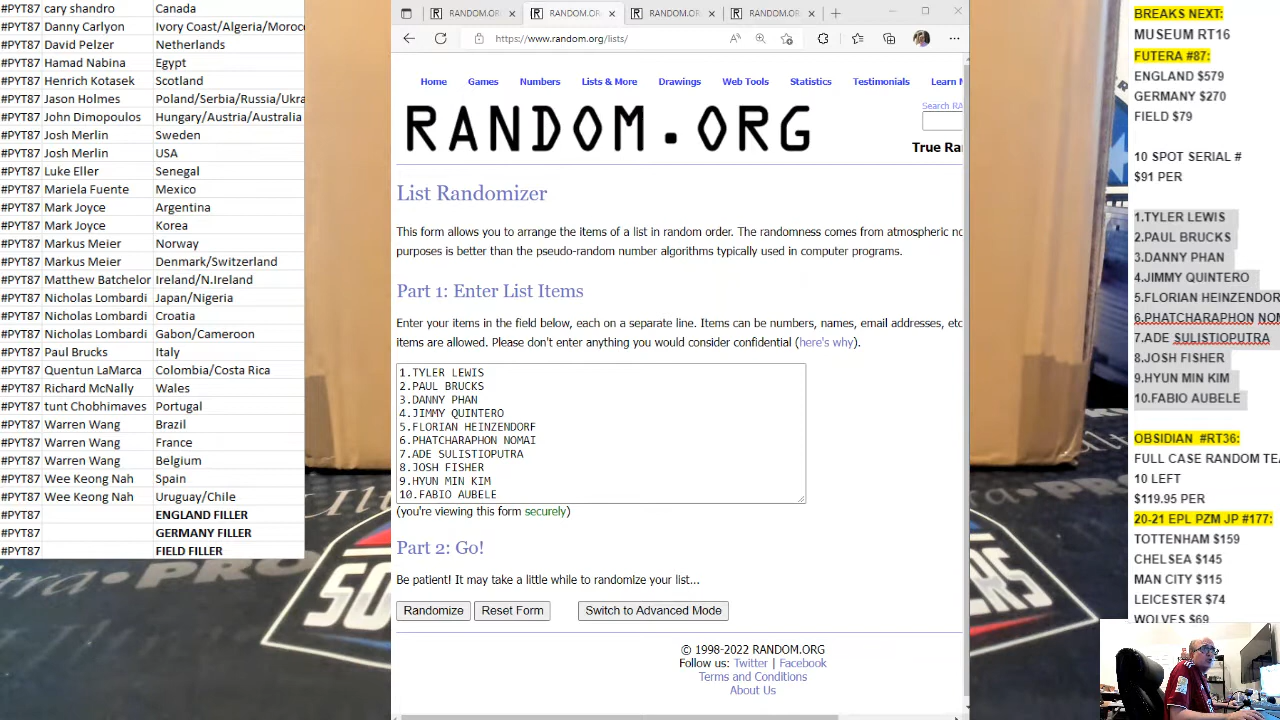 #PYT87 cary shandro Canada
#PYT87 Danny Carlyon Ivory Coast/Algeria/Moroc
#PYT87 David Pelzer Netherlands
#PYT87 Hamad Nabina Egypt
#PYT87 Henrich Kotasek Scotland
#PYT87 Jason Holmes Poland/Serbia/Russia/Ukra
#PYT87 John Dimopoulos Hungary/Austria/Australia
#PYT87 Josh Merlin Sweden
#PYT87 Josh Merlin USA
#PYT87 Luke Eller Senegal
#PYT87 Mariela Fuente Mexico
#PYT87 Mark Joyce Argentina
#PYT87 Mark Joyce Korea
#PYT87 Markus Meier Norway
#PYT87 Markus Meier Denmark/Switzerland
#PYT87 Matthew Batchelor Ireland/N.Ireland
#PYT87 Nicholas Lombardi Japan/Nigeria
#PYT87 Nicholas Lombardi Croatia
#PYT87 Nicholas Lombardi Gabon/Cameroon
#PYT87 Paul Brucks Italy
#PYT87 Quentun LaMarca Colombia/Costa Rica
#PYT87 Richard McNally Wales
#PYT87 tunt Chobhimaves Portugal
#PYT87 Warren Wang Brazil
#PYT87 Warren Wang France
#PYT87 Warren Wang Belgium
#PYT87 Wee Keong Nah Spain
#PYT87 Wee Keong Nah Uruguay/Chile
#PYT87 ENGLAND FILLER
#PYT87 GERMANY FILLER
#PYT87 FIELD FILLER
RANDOM.OR RANDOM.OR RANDOM.OR RANDOM.OR
https://www.random.org/lists/
Home Games Numbers Lists & More Drawings Web Tools Statistics Testimonials Learn
Search RA
RANDOM.ORG
True Ra
List Randomizer
This form allows you to arrange the items of a list in random order. The randomness comes from atmospheric no
purposes is better than the pseudo-random number algorithms typically used in computer programs.
Part 1: Enter List Items
Enter your items in the field below, each on a separate line. Items can be numbers, names, email addresses, etc
items are allowed. Please don't enter anything you would consider confidential (here's why).
1.TYLER LEWIS
2.PAUL BRUCKS
3.DANNY PHAN
4.JIMMY QUINTERO
5.FLORIAN HEINZENDORF
6.PHATCHARAPHON NOMAI
7.ADE SULISTIOPUTRA
8.JOSH FISHER
9.HYUN MIN KIM
10.FABIO AUBELE
(you're viewing this form securely)
Part 2: Go!
Be patient! It may take a little while to randomize your list...
Randomize Reset Form Switch to Advanced Mode
© 1998-2022 RANDOM.ORG
Follow us: Twitter | Facebook
Terms and Conditions
About Us
BREAKS NEXT:
MUSEUM RT16
FUTERA #87:
ENGLAND $579
GERMANY $270
FIELD $79
10 SPOT SERIAL #
$91 PER
1.TYLER LEWIS
2.PAUL BRUCKS
3.DANNY PHAN
4.JIMMY QUINTERO
5.FLORIAN HEINZENDOR
6.PHATCHARAPHON NOM
7.ADE SULISTIOPUTRA
8.JOSH FISHER
9.HYUN MIN KIM
10.FABIO AUBELE
OBSIDIAN #RT36:
FULL CASE RANDOM TEA
10 LEFT
$119.95 PER
20-21 EPL PZM JP #177:
TOTTENHAM $159
CHELSEA $145
MAN CITY $115
LEICESTER $74
WOLVES $69